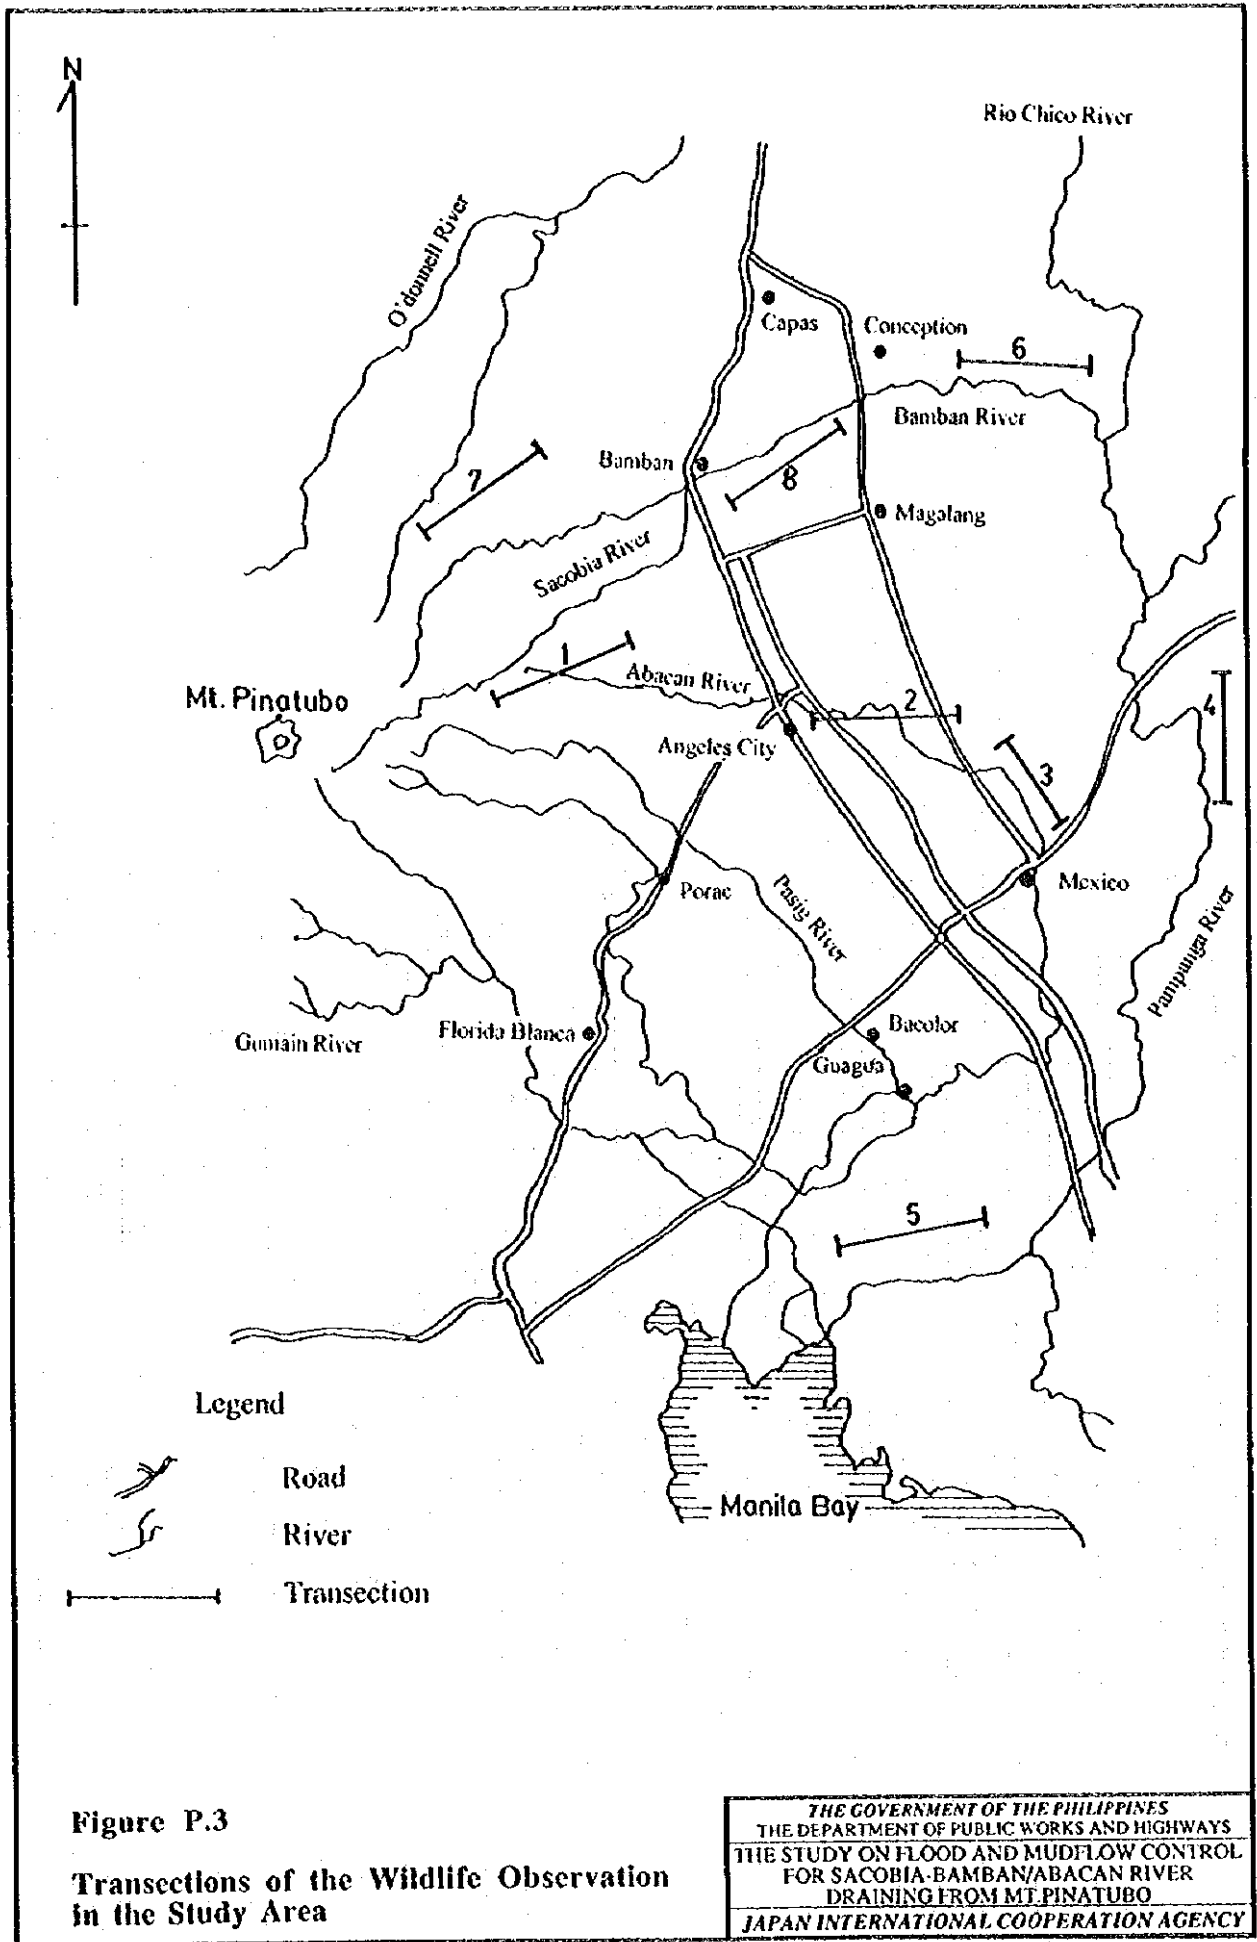 N
Rio Chico River
O'donnell River
Capas
Conception
6
Bamban River
Bamban
7
8
Magalang
Sacobia River
1
Abacan River
Mt. Pinatubo
2
4
Angeles City
3
Porac
Mexico
Pasig River
Pampunga River
Gumain River
Florida Blanca
Bacolor
Guagua
5
Legend
Road
River
Manila Bay
Transection
Figure P.3
Transections of the Wildlife Observation
in the Study Area
THE GOVERNMENT OF THE PHILIPPINES
THE DEPARTMENT OF PUBLIC WORKS AND HIGHWAYS
THE STUDY ON FLOOD AND MUDFLOW CONTROL
FOR SACOBIA-BAMBAN/ABACAN RIVER
DRAINING FROM MT.PINATUBO
JAPAN INTERNATIONAL COOPERATION AGENCY